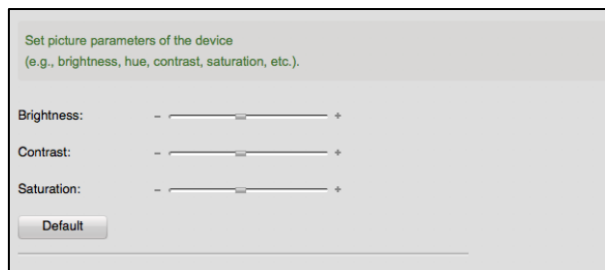 Set picture parameters of the device
(e.g., brightness, hue, contrast, saturation, etc.).
Brightness: - +
Contrast: - +
Saturation: - +
Default